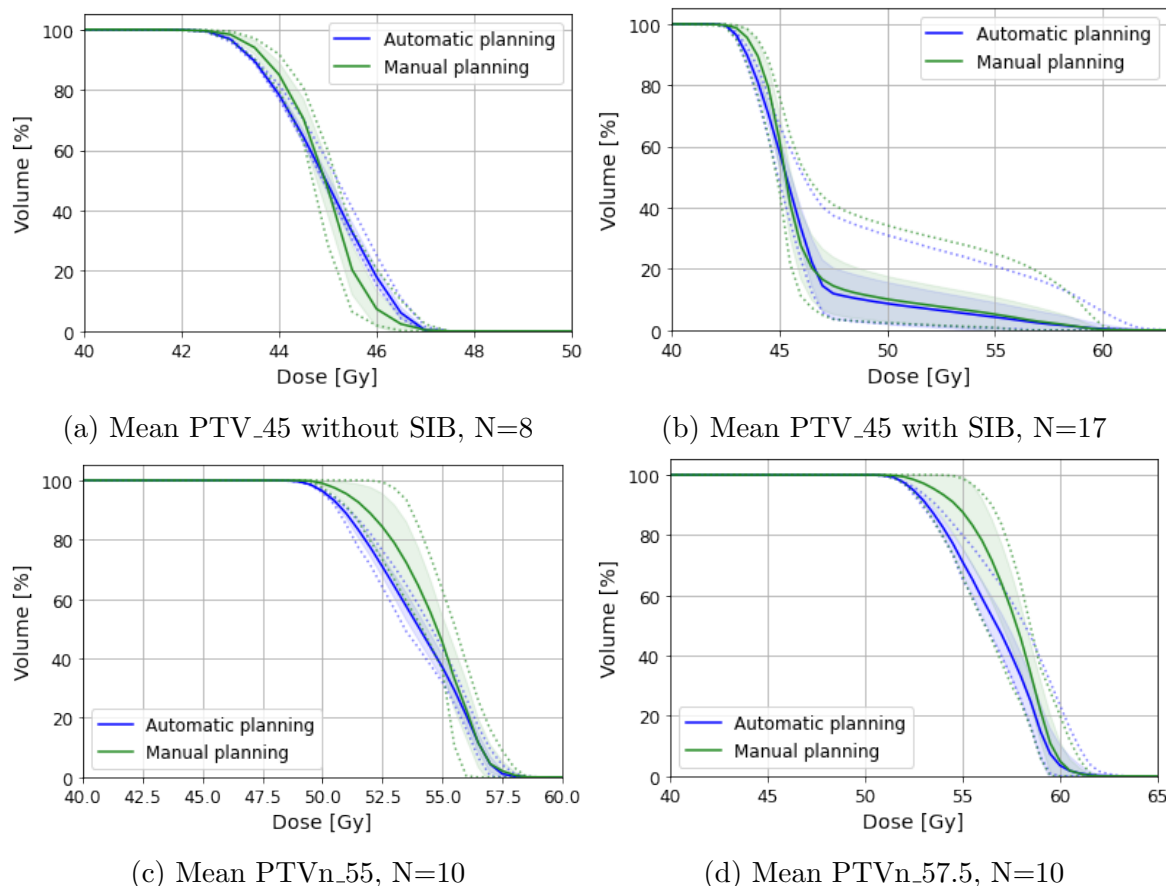 100
80
60
40
20
0
Volume [%]
Automatic planning
Manual planning
40 42 44 46 48 50
Dose [Gy]
(a) Mean PTV_45 without SIB, N=8
100
80
60
40
20
0
Volume [%]
Automatic planning
Manual planning
40 45 50 55 60
Dose [Gy]
(b) Mean PTV_45 with SIB, N=17
100
80
60
40
20
0
Volume [%]
Automatic planning
Manual planning
40.0 42.5 45.0 47.5 50.0 52.5 55.0 57.5 60.0
Dose [Gy]
(c) Mean PTVn_55, N=10
100
80
60
40
20
0
Volume [%]
Automatic planning
Manual planning
40 45 50 55 60 65
Dose [Gy]
(d) Mean PTVn_57.5, N=10